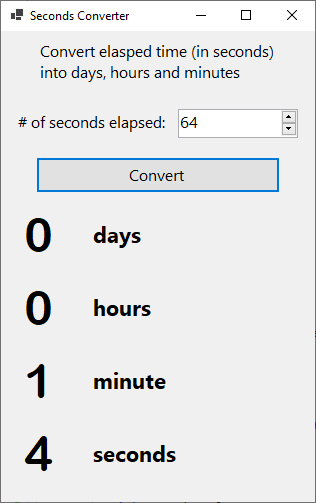 Seconds Converter
Convert elasped time (in seconds)
into days, hours and minutes
# of seconds elapsed: 64
Convert
0 days
0 hours
1 minute
4 seconds